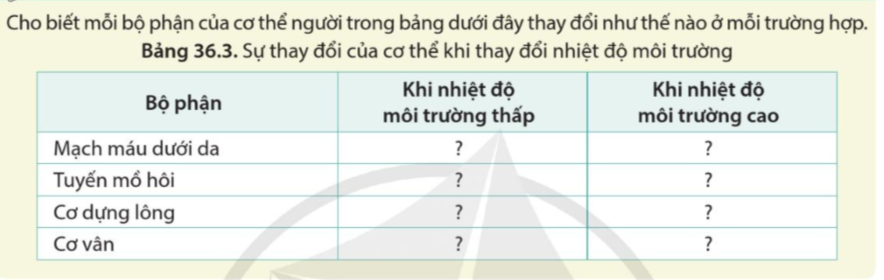 Cho biết mỗi bộ phận của cơ thể người trong bảng dưới đây thay đổi như thế nào ở mỗi trường hợp.
Bảng 36.3. Sự thay đổi của cơ thể khi thay đổi nhiệt độ môi trường
Bộ phận Khi nhiệt độ môi trường thấp Khi nhiệt độ môi trường cao
Mạch máu dưới da ? ?
Tuyến mồ hôi ? ?
Cơ dựng lông ? ?
Cơ vân ? ?